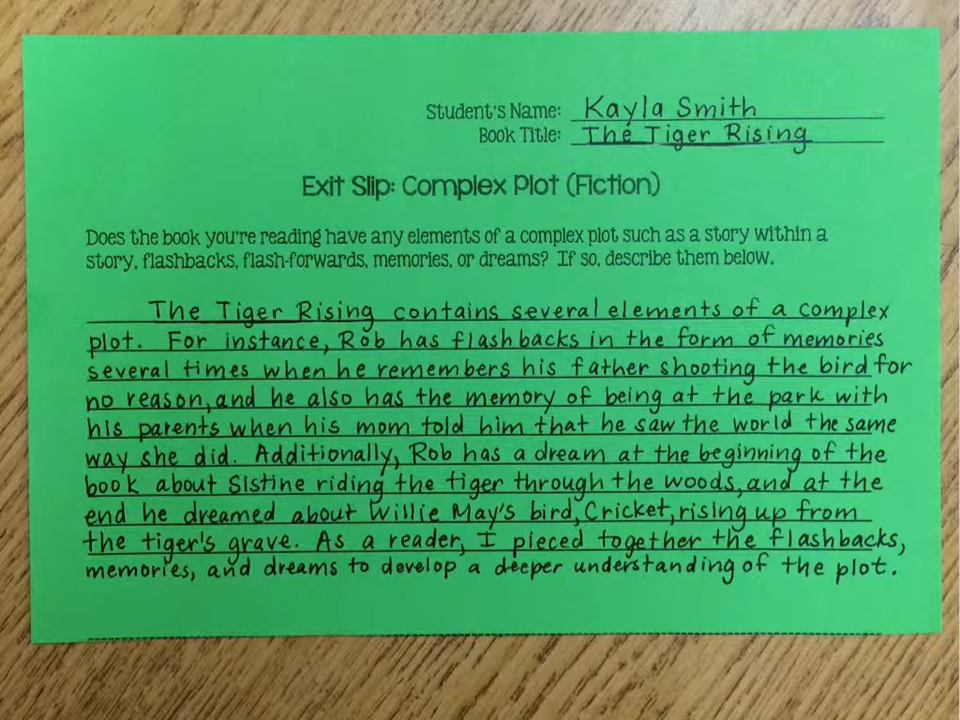 Student's Name: Kayla Smith
Book Title: The Tiger Rising
Exit Slip: Complex Plot (Fiction)
Does the book you're reading have any elements of a complex plot such as a story within a
story, flashbacks, flash-forwards, memories, or dreams? If so, describe them below.
The Tiger Rising contains several elements of a complex
plot. For instance, Rob has flashbacks in the form of memories
several times when he remembers his father shooting the bird for
no reason, and he also has the memory of being at the park with
his parents when his mom told him that he saw the world the same
way she did. Additionally, Rob has a dream at the beginning of the
book about Sistine riding the tiger through the woods, and at the
end he dreamed about Willie May's bird, Cricket, rising up from
the tiger's grave. As a reader, I pieced together the flashbacks,
memories, and dreams to develop a deeper understanding of the plot.